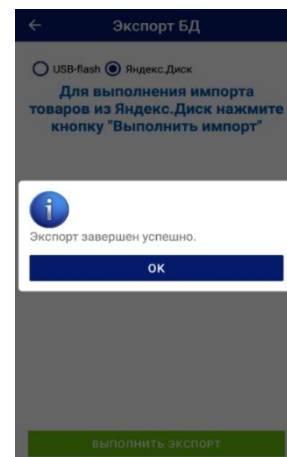 Экспорт БД
USB-flash Яндекс.Диск
Для выполнения импорта
товаров из Яндекс.Диск нажмите
кнопку "Выполнить импорт"
Экспорт завершен успешно.
ОК
ВЫПОЛНИТЬ ЭКСПОРТ